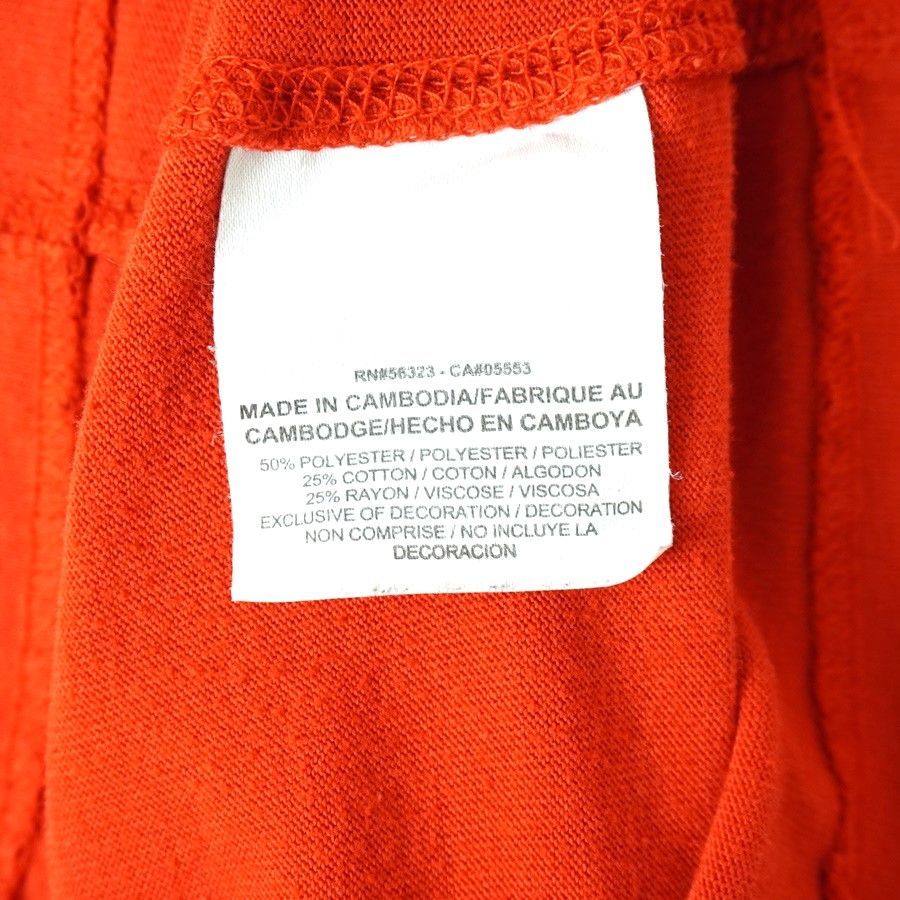 RN#56323 - CA#05553
MADE IN CAMBODIA/FABRIQUE AU
CAMBODGE/HECHO EN CAMBOYA
50% POLYESTER / POLYESTER / POLIESTER
25% COTTON / COTON / ALGODON
25% RAYON / VISCOSE / VISCOSA
EXCLUSIVE OF DECORATION / DECORATION
NON COMPRISE / NO INCLUYE LA
DECORACION